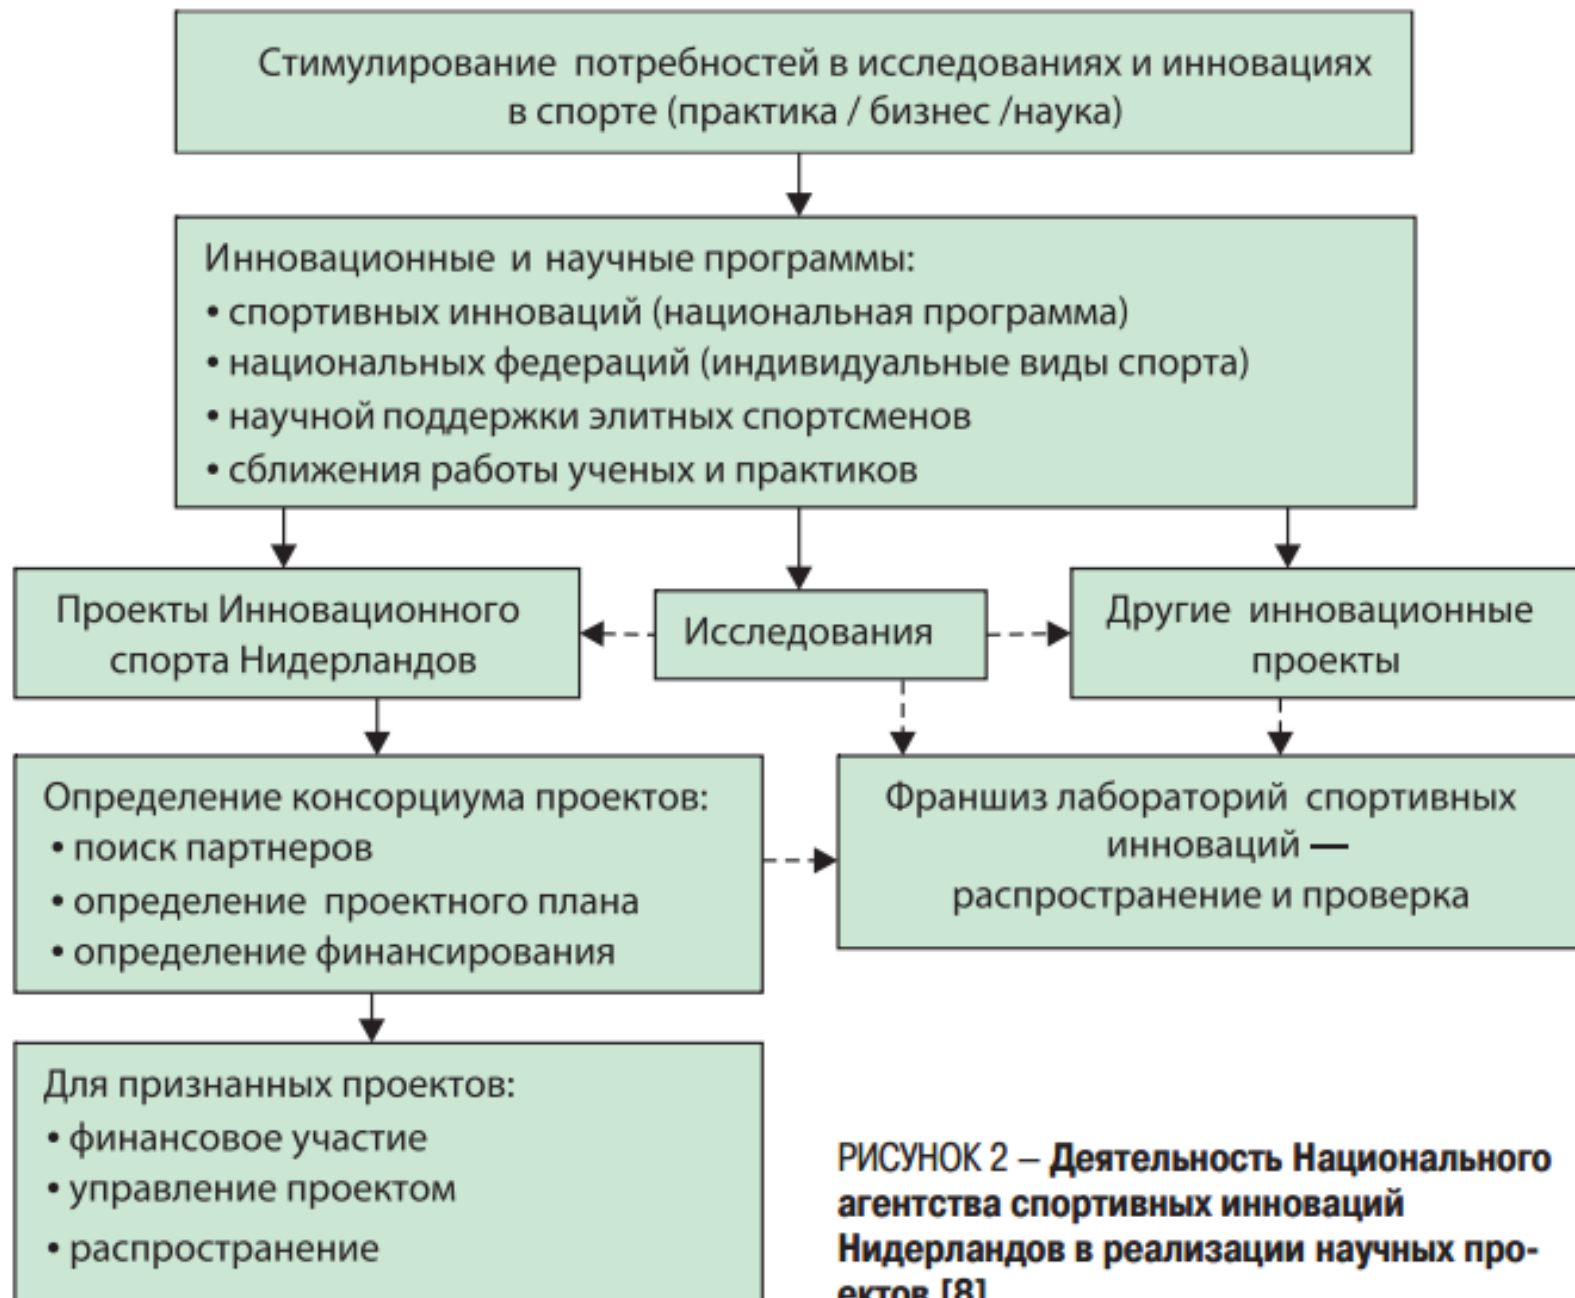 Стимулирование потребностей в исследованиях и инновациях
в спорте (практика / бизнес /наука)
Инновационные и научные программы:
• спортивных инноваций (национальная программа)
• национальных федераций (индивидуальные виды спорта)
• научной поддержки элитных спортсменов
• сближения работы ученых и практиков
Проекты Инновационного
спорта Нидерландов
Исследования
Другие инновационные
проекты
Определение консорциума проектов:
• поиск партнеров
• определение проектного плана
• определение финансирования
Франшиз лабораторий спортивных
инноваций —
распространение и проверка
Для признанных проектов:
• финансовое участие
• управление проектом
• распространение
РИСУНОК 2 – Деятельность Национального
агентства спортивных инноваций
Нидерландов в реализации научных про-
ектов [8]